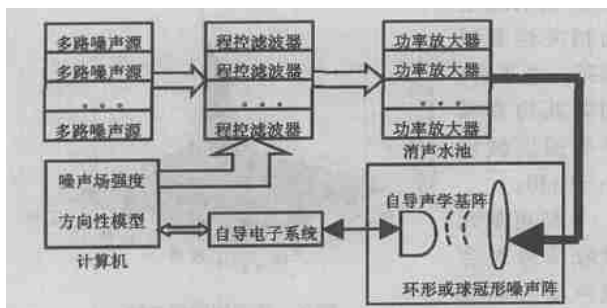 多路噪声源
多路噪声源
• • •
多路噪声源
程控滤波器
程控滤波器
• • •
程控滤波器
功率放大器
功率放大器
• • •
功率放大器
消声水池
噪声场强度
方向性模型
计算机
自导电子系统
自导声学基阵
环形或球冠形噪声阵